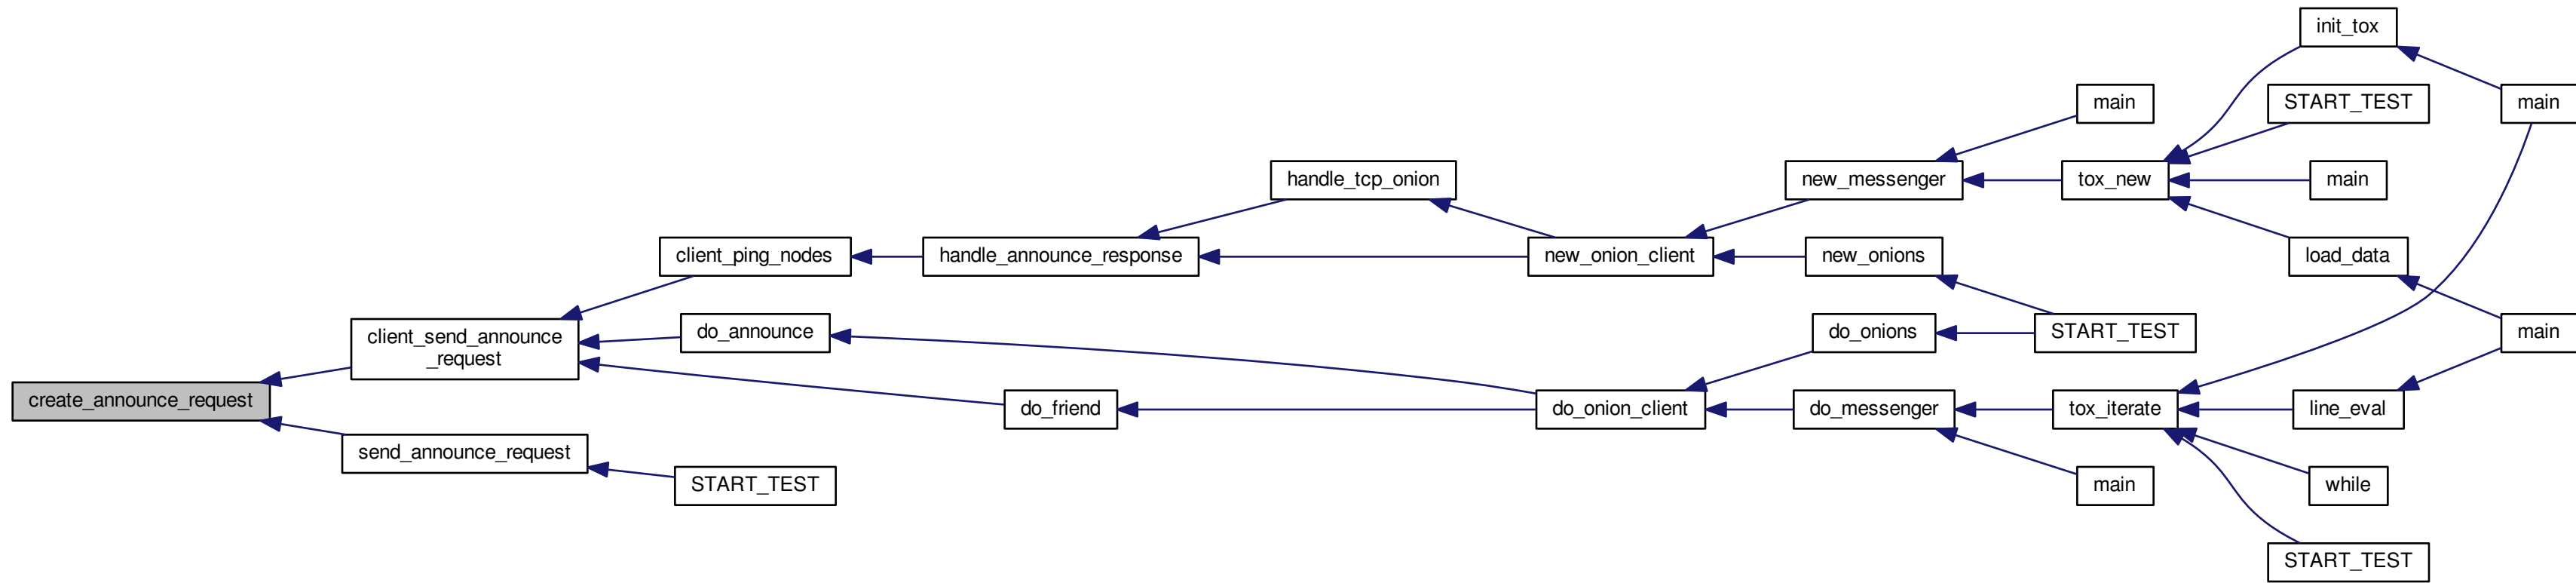 init_tox
main
START_TEST
main
handle_tcp_onion
new_messenger
tox_new
main
client_ping_nodes
handle_announce_response
new_onion_client
new_onions
load_data
client_send_announce
_request
do_announce
do_onions
START_TEST
main
create_announce_request
do_friend
do_onion_client
do_messenger
tox_iterate
line_eval
send_announce_request
START_TEST
main
while
START_TEST